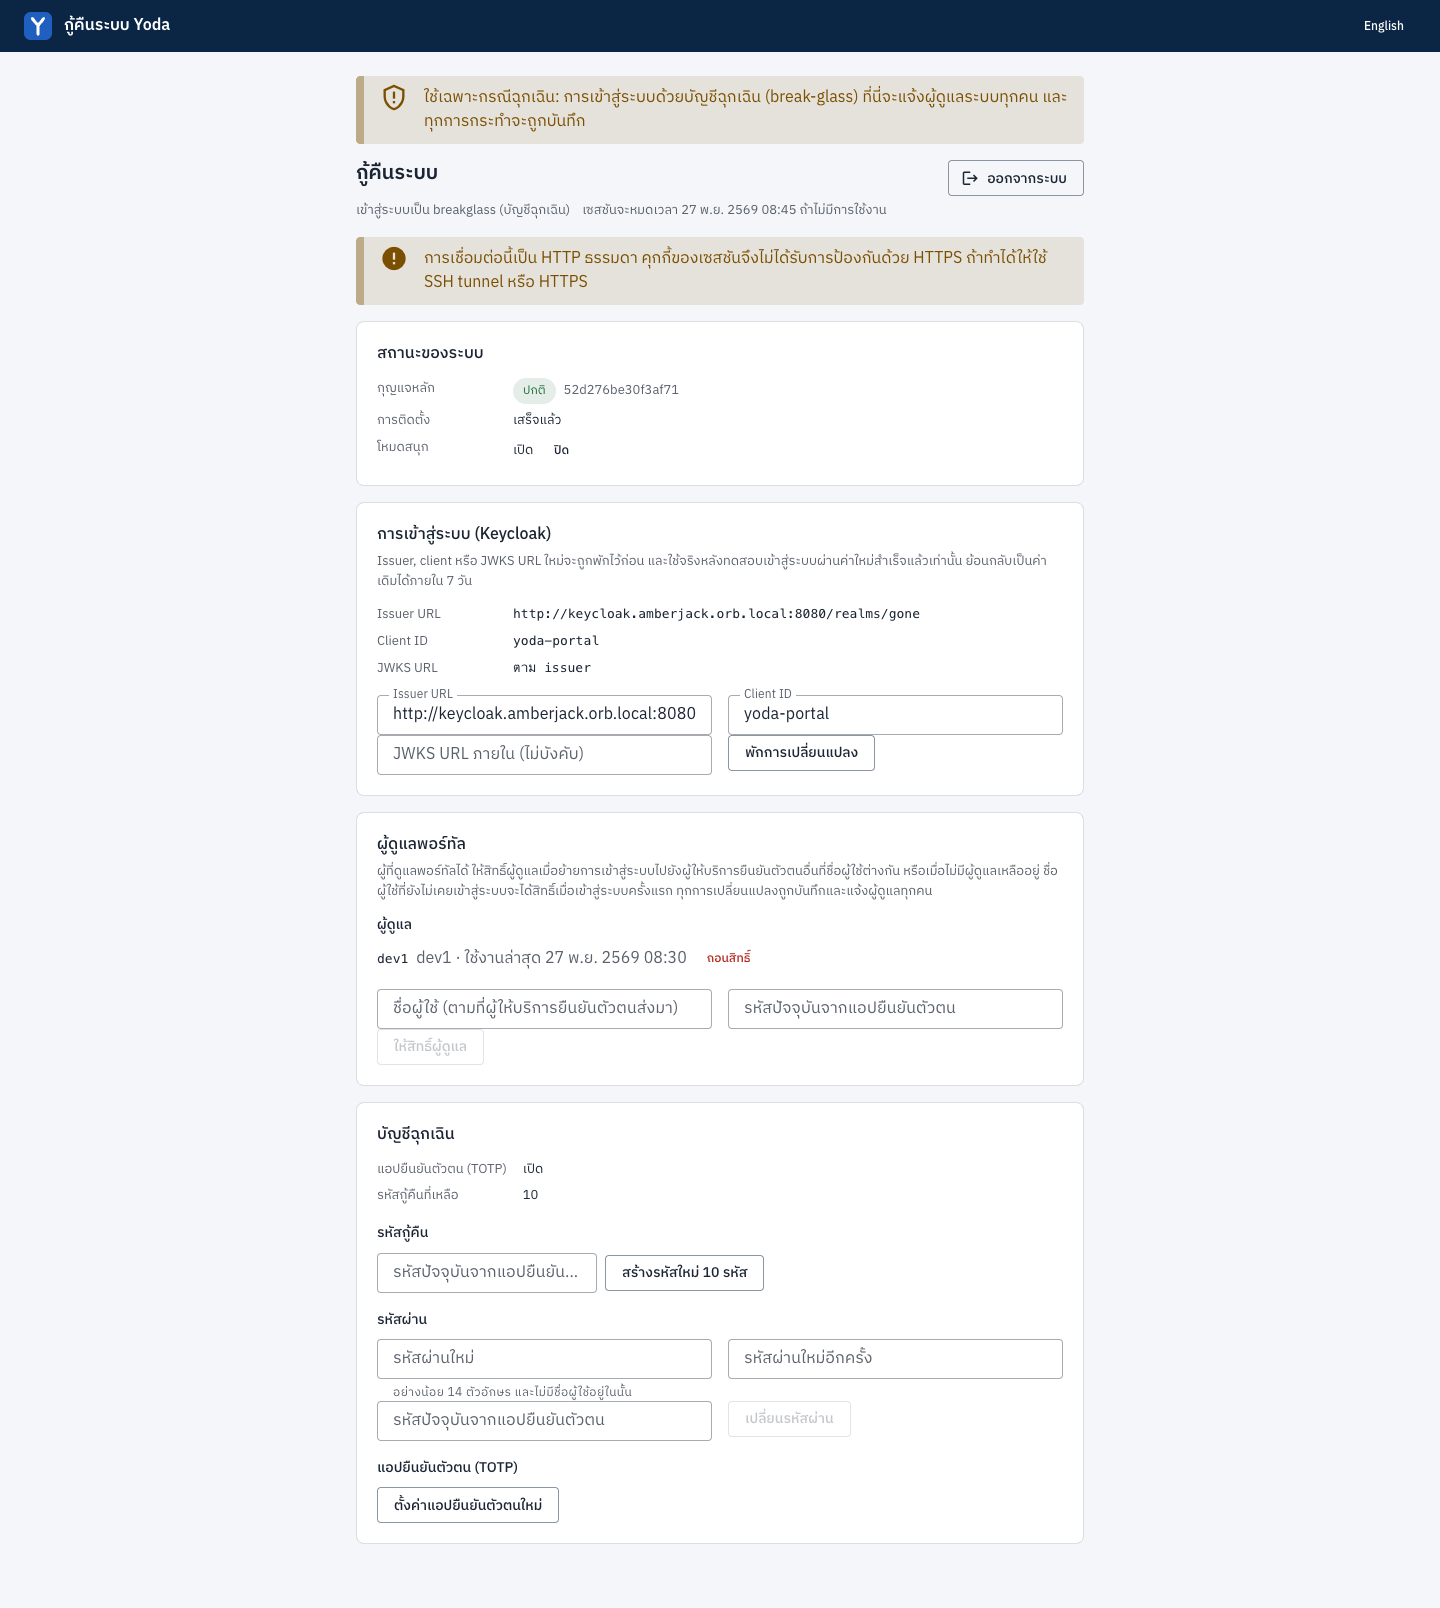 Y กู้คืนระบบ Yoda
English
ใช้เฉพาะกรณีฉุกเฉิน: การเข้าสู่ระบบด้วยบัญชีฉุกเฉิน (break-glass) ที่นี่จะแจ้งผู้ดูแลระบบทุกคน และ
ทุกการกระทำจะถูกบันทึก
กู้คืนระบบ
ออกจากระบบ
เข้าสู่ระบบเป็น breakglass (บัญชีฉุกเฉิน) เซสชันจะหมดเวลา 27 พ.ย. 2569 08:45 ถ้าไม่มีการใช้งาน
การเชื่อมต่อนี้เป็น HTTP ธรรมดา คุกกี้ของเซสชันจึงไม่ได้รับการป้องกันด้วย HTTPS ถ้าทำได้ให้ใช้
SSH tunnel หรือ HTTPS
สถานะของระบบ
กุญแจหลัก ปกติ 52d276be30f3af71
การติดตั้ง เสร็จแล้ว
โหมดสนุก เปิด ปิด
การเข้าสู่ระบบ (Keycloak)
Issuer, client หรือ JWKS URL ใหม่จะถูกพักไว้ก่อน และใช้จริงหลังทดสอบเข้าสู่ระบบผ่านค่าใหม่สำเร็จแล้วเท่านั้น ย้อนกลับเป็นค่า
เดิมได้ภายใน 7 วัน
Issuer URL http://keycloak.amberjack.orb.local:8080/realms/gone
Client ID yoda-portal
JWKS URL ตาม issuer
Issuer URL
http://keycloak.amberjack.orb.local:8080
Client ID
yoda-portal
JWKS URL ภายใน (ไม่บังคับ)
พักการเปลี่ยนแปลง
ผู้ดูแลพอร์ทัล
ผู้ที่ดูแลพอร์ทัลได้ ให้สิทธิ์ผู้ดูแลเมื่อย้ายการเข้าสู่ระบบไปยังผู้ให้บริการยืนยันตัวตนอื่นที่ชื่อผู้ใช้ต่างกัน หรือเมื่อไม่มีผู้ดูแลเหลืออยู่ ชื่อ
ผู้ใช้ที่ยังไม่เคยเข้าสู่ระบบจะได้สิทธิ์เมื่อเข้าสู่ระบบครั้งแรก ทุกการเปลี่ยนแปลงถูกบันทึกและแจ้งผู้ดูแลทุกคน
ผู้ดูแล
dev1 dev1 · ใช้งานล่าสุด 27 พ.ย. 2569 08:30 ถอนสิทธิ์
ชื่อผู้ใช้ (ตามที่ผู้ให้บริการยืนยันตัวตนส่งมา)
รหัสปัจจุบันจากแอปยืนยันตัวตน
ให้สิทธิ์ผู้ดูแล
บัญชีฉุกเฉิน
แอปยืนยันตัวตน (TOTP) เปิด
รหัสกู้คืนที่เหลือ 10
รหัสกู้คืน
รหัสปัจจุบันจากแอปยืนยัน...
สร้างรหัสใหม่ 10 รหัส
รหัสผ่าน
รหัสผ่านใหม่
รหัสผ่านใหม่อีกครั้ง
อย่างน้อย 14 ตัวอักษร และไม่มีชื่อผู้ใช้อยู่ในนั้น
รหัสปัจจุบันจากแอปยืนยันตัวตน
เปลี่ยนรหัสผ่าน
แอปยืนยันตัวตน (TOTP)
ตั้งค่าแอปยืนยันตัวตนใหม่